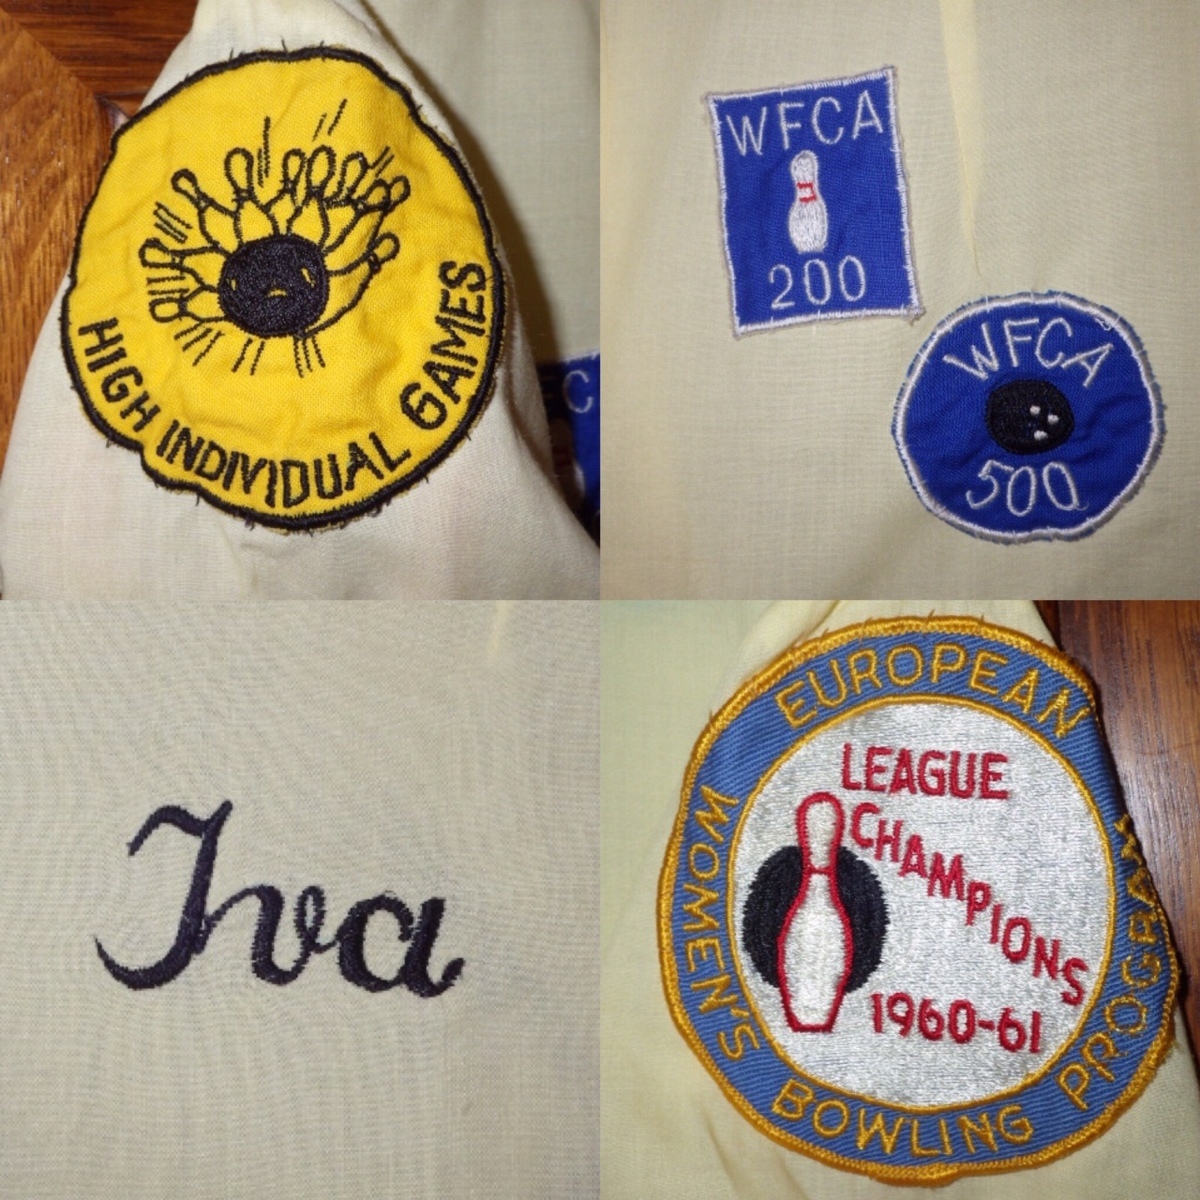 HIGH INDIVIDUAL GAMES
C
WFCA
200
WFCA
500
Iva
EUROPEAN
WOMEN'S BOWLING PROGRAM
LEAGUE
CHAMPIONS
1960-61